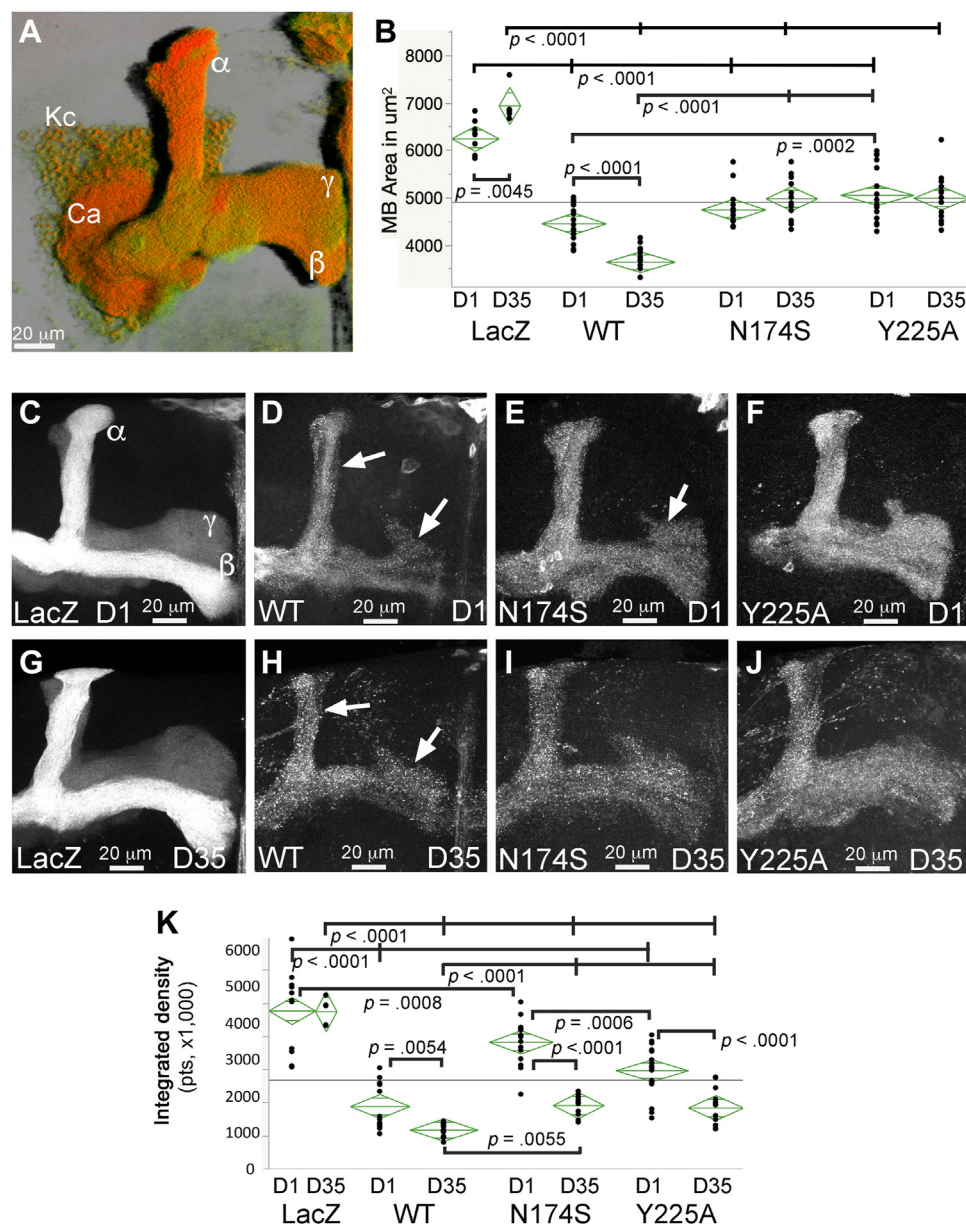 A
α
Kc
γ
Ca
β
20 μm
B
p < .0001
p < .0001
p < .0001
p = .0002
p < .0001
p = .0045
MB Area in um²
8000
7000
6000
5000
4000
D1 D35 D1 D35 D1 D35 D1 D35
LacZ WT N174S Y225A
C
α
γ
β
LacZ D1
20 μm
D
WT D1
20 μm
E
N174S D1
20 μm
F
Y225A D1
20 μm
G
LacZ D35
20 μm
H
WT D35
20 μm
I
N174S D35
20 μm
J
Y225A D35
20 μm
K
p < .0001
p < .0001
p < .0001
p = .0008
p = .0006
p = .0054
p < .0001
p < .0001
p = .0055
Integrated density
(pts, x1,000)
6000
5000
4000
3000
2000
1000
0
D1 D35 D1 D35 D1 D35 D1 D35
LacZ WT N174S Y225A